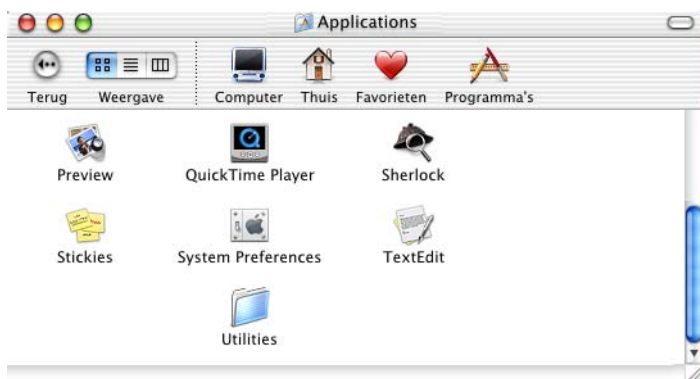 Applications
Terug Weergave Computer Thuis Favorieten Programma's
Preview QuickTime Player Sherlock
Stickies System Preferences TextEdit
Utilities